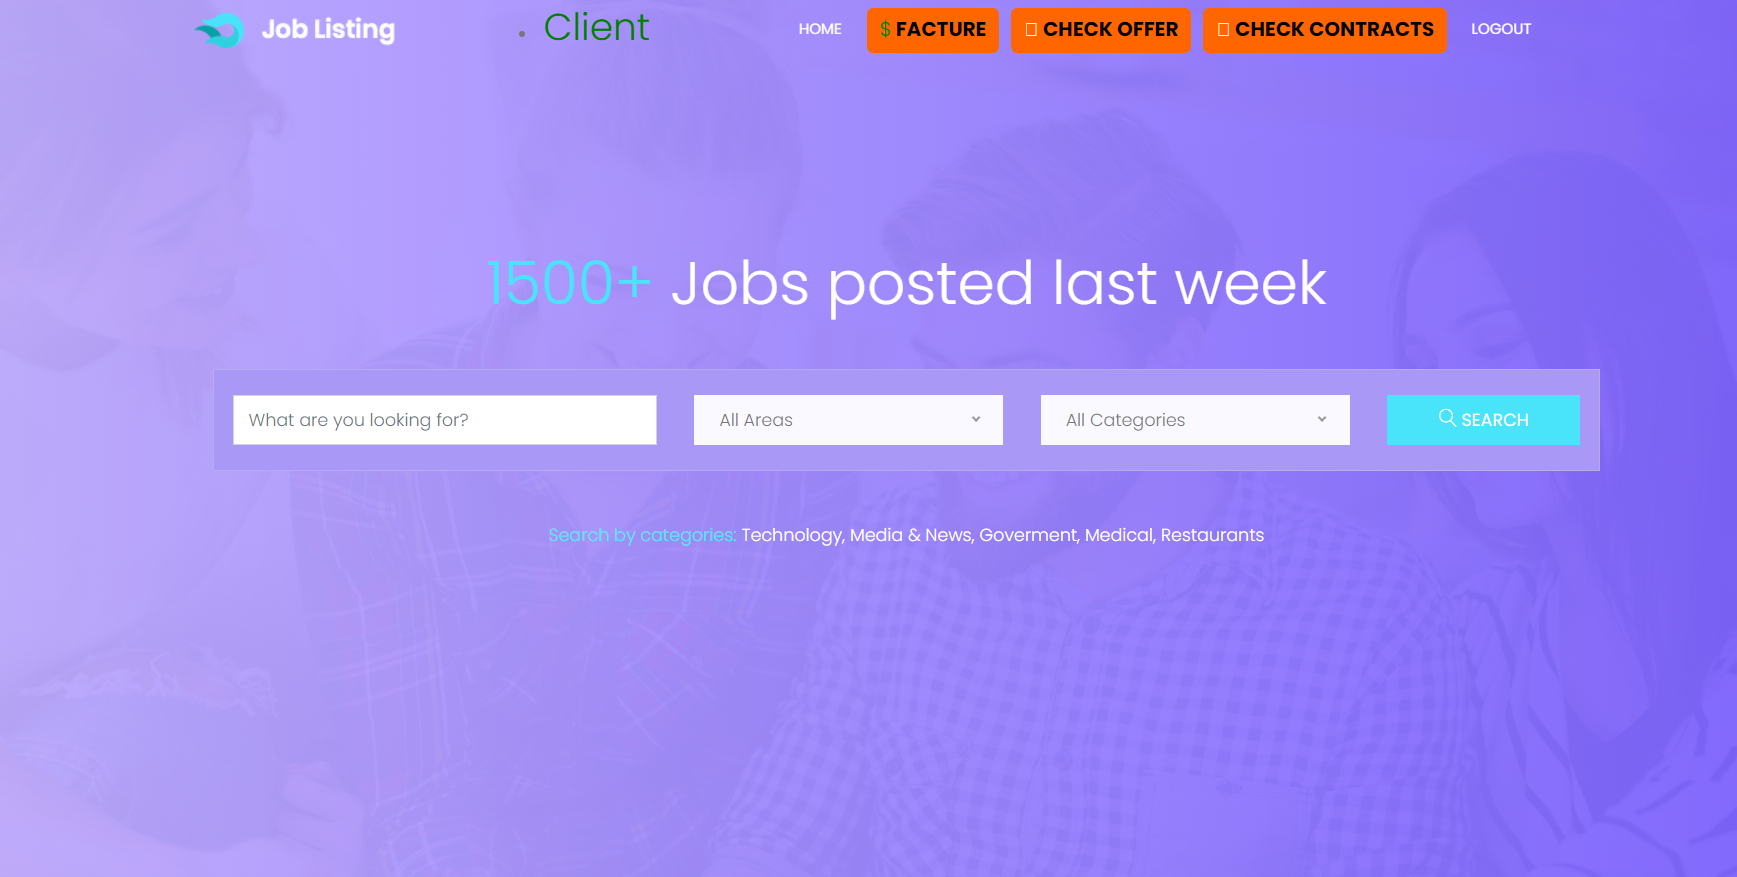 Job Listing
• Client
HOME
$ FACTURE
CHECK OFFER
CHECK CONTRACTS
LOGOUT
1500+ Jobs posted last week
What are you looking for?
All Areas
All Categories
SEARCH
Search by categories: Technology, Media & News, Goverment, Medical, Restaurants